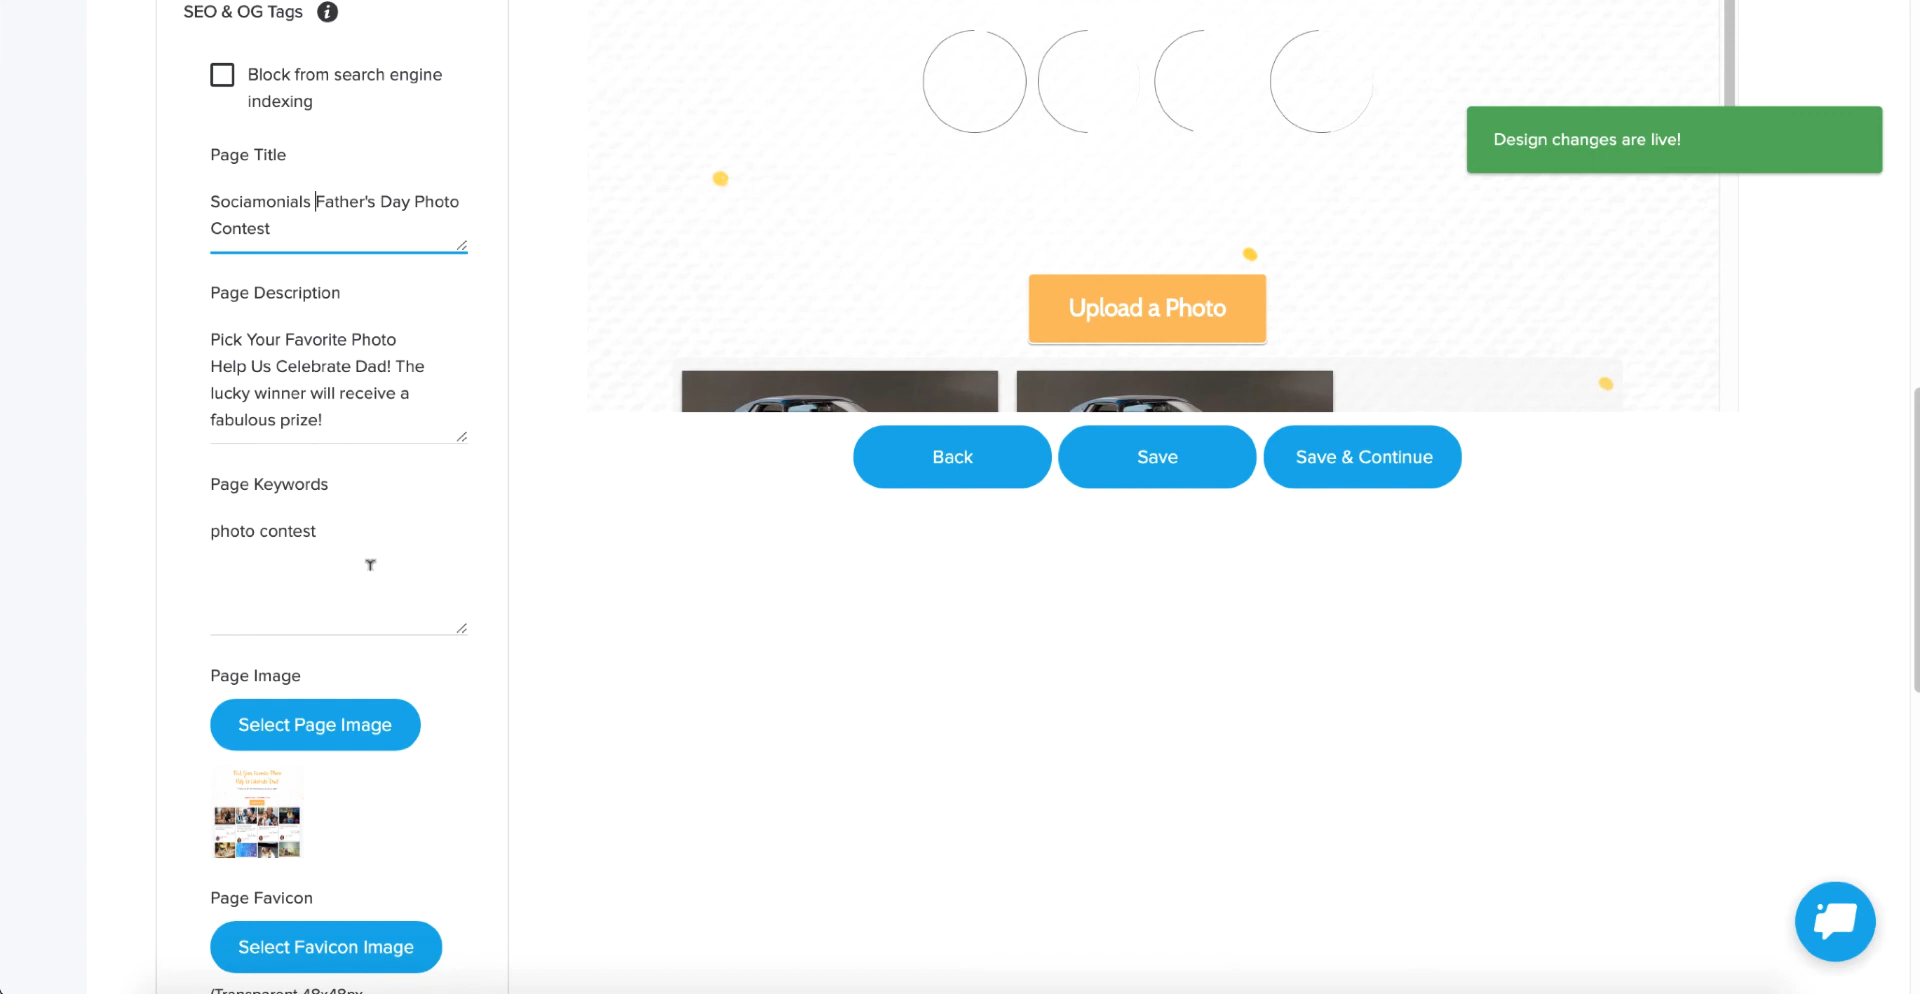 SEO & OG Tags
Block from search engine
indexing
Page Title
Sociamonials Father's Day Photo
Contest
Page Description
Pick Your Favorite Photo
Help Us Celebrate Dad! The
lucky winner will receive a
fabulous prize!
Page Keywords
photo contest
Page Image
Select Page Image
Page Favicon
Select Favicon Image
Design changes are live!
Upload a Photo
Back
Save
Save & Continue